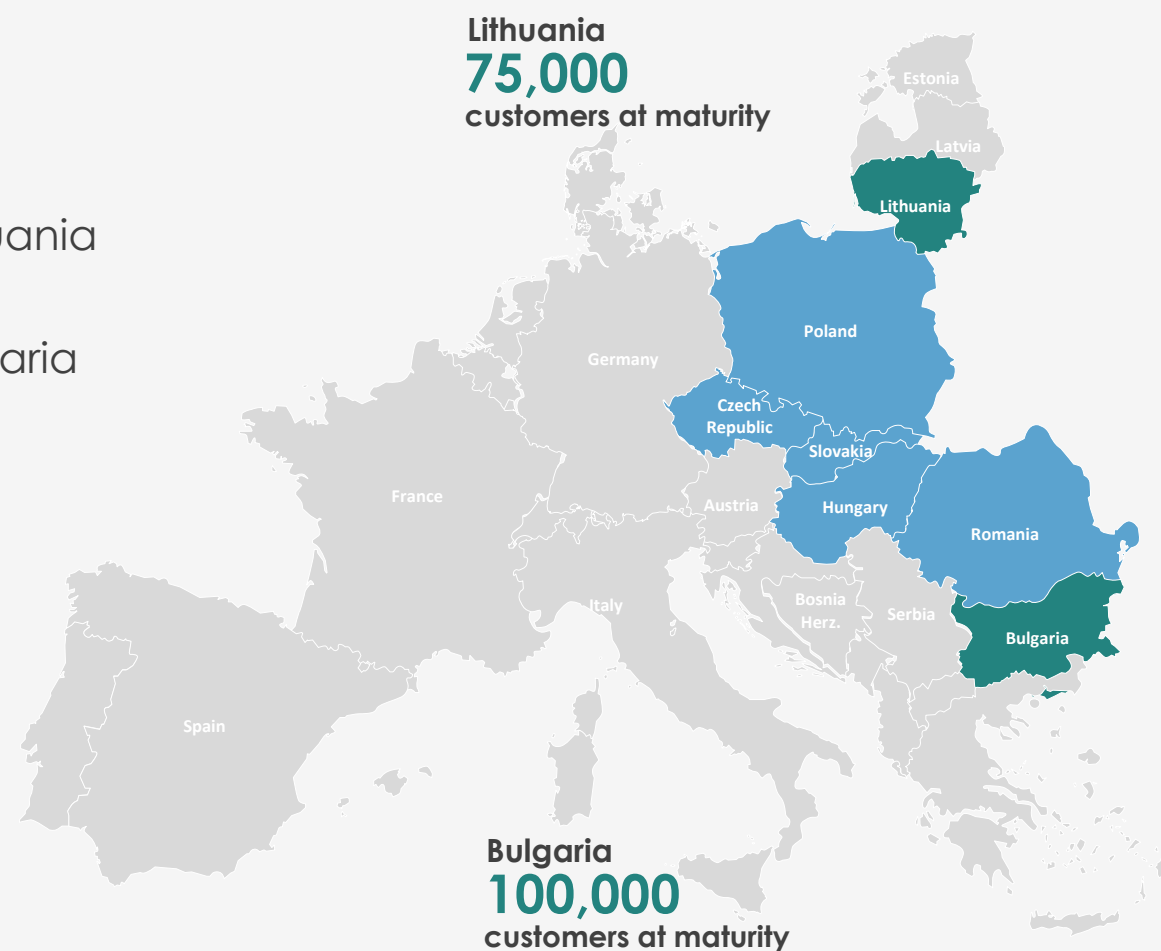 Lithuania
75,000
customers at maturity
Estonia
Latvia
Lithuania
uania
Poland
aria
Germany
Czech
Republic
Slovakia
France
Austria
Hungary
Romania
Italy
Bosnia
Herz.
Serbia
Bulgaria
Spain
Bulgaria
100,000
customers at maturity